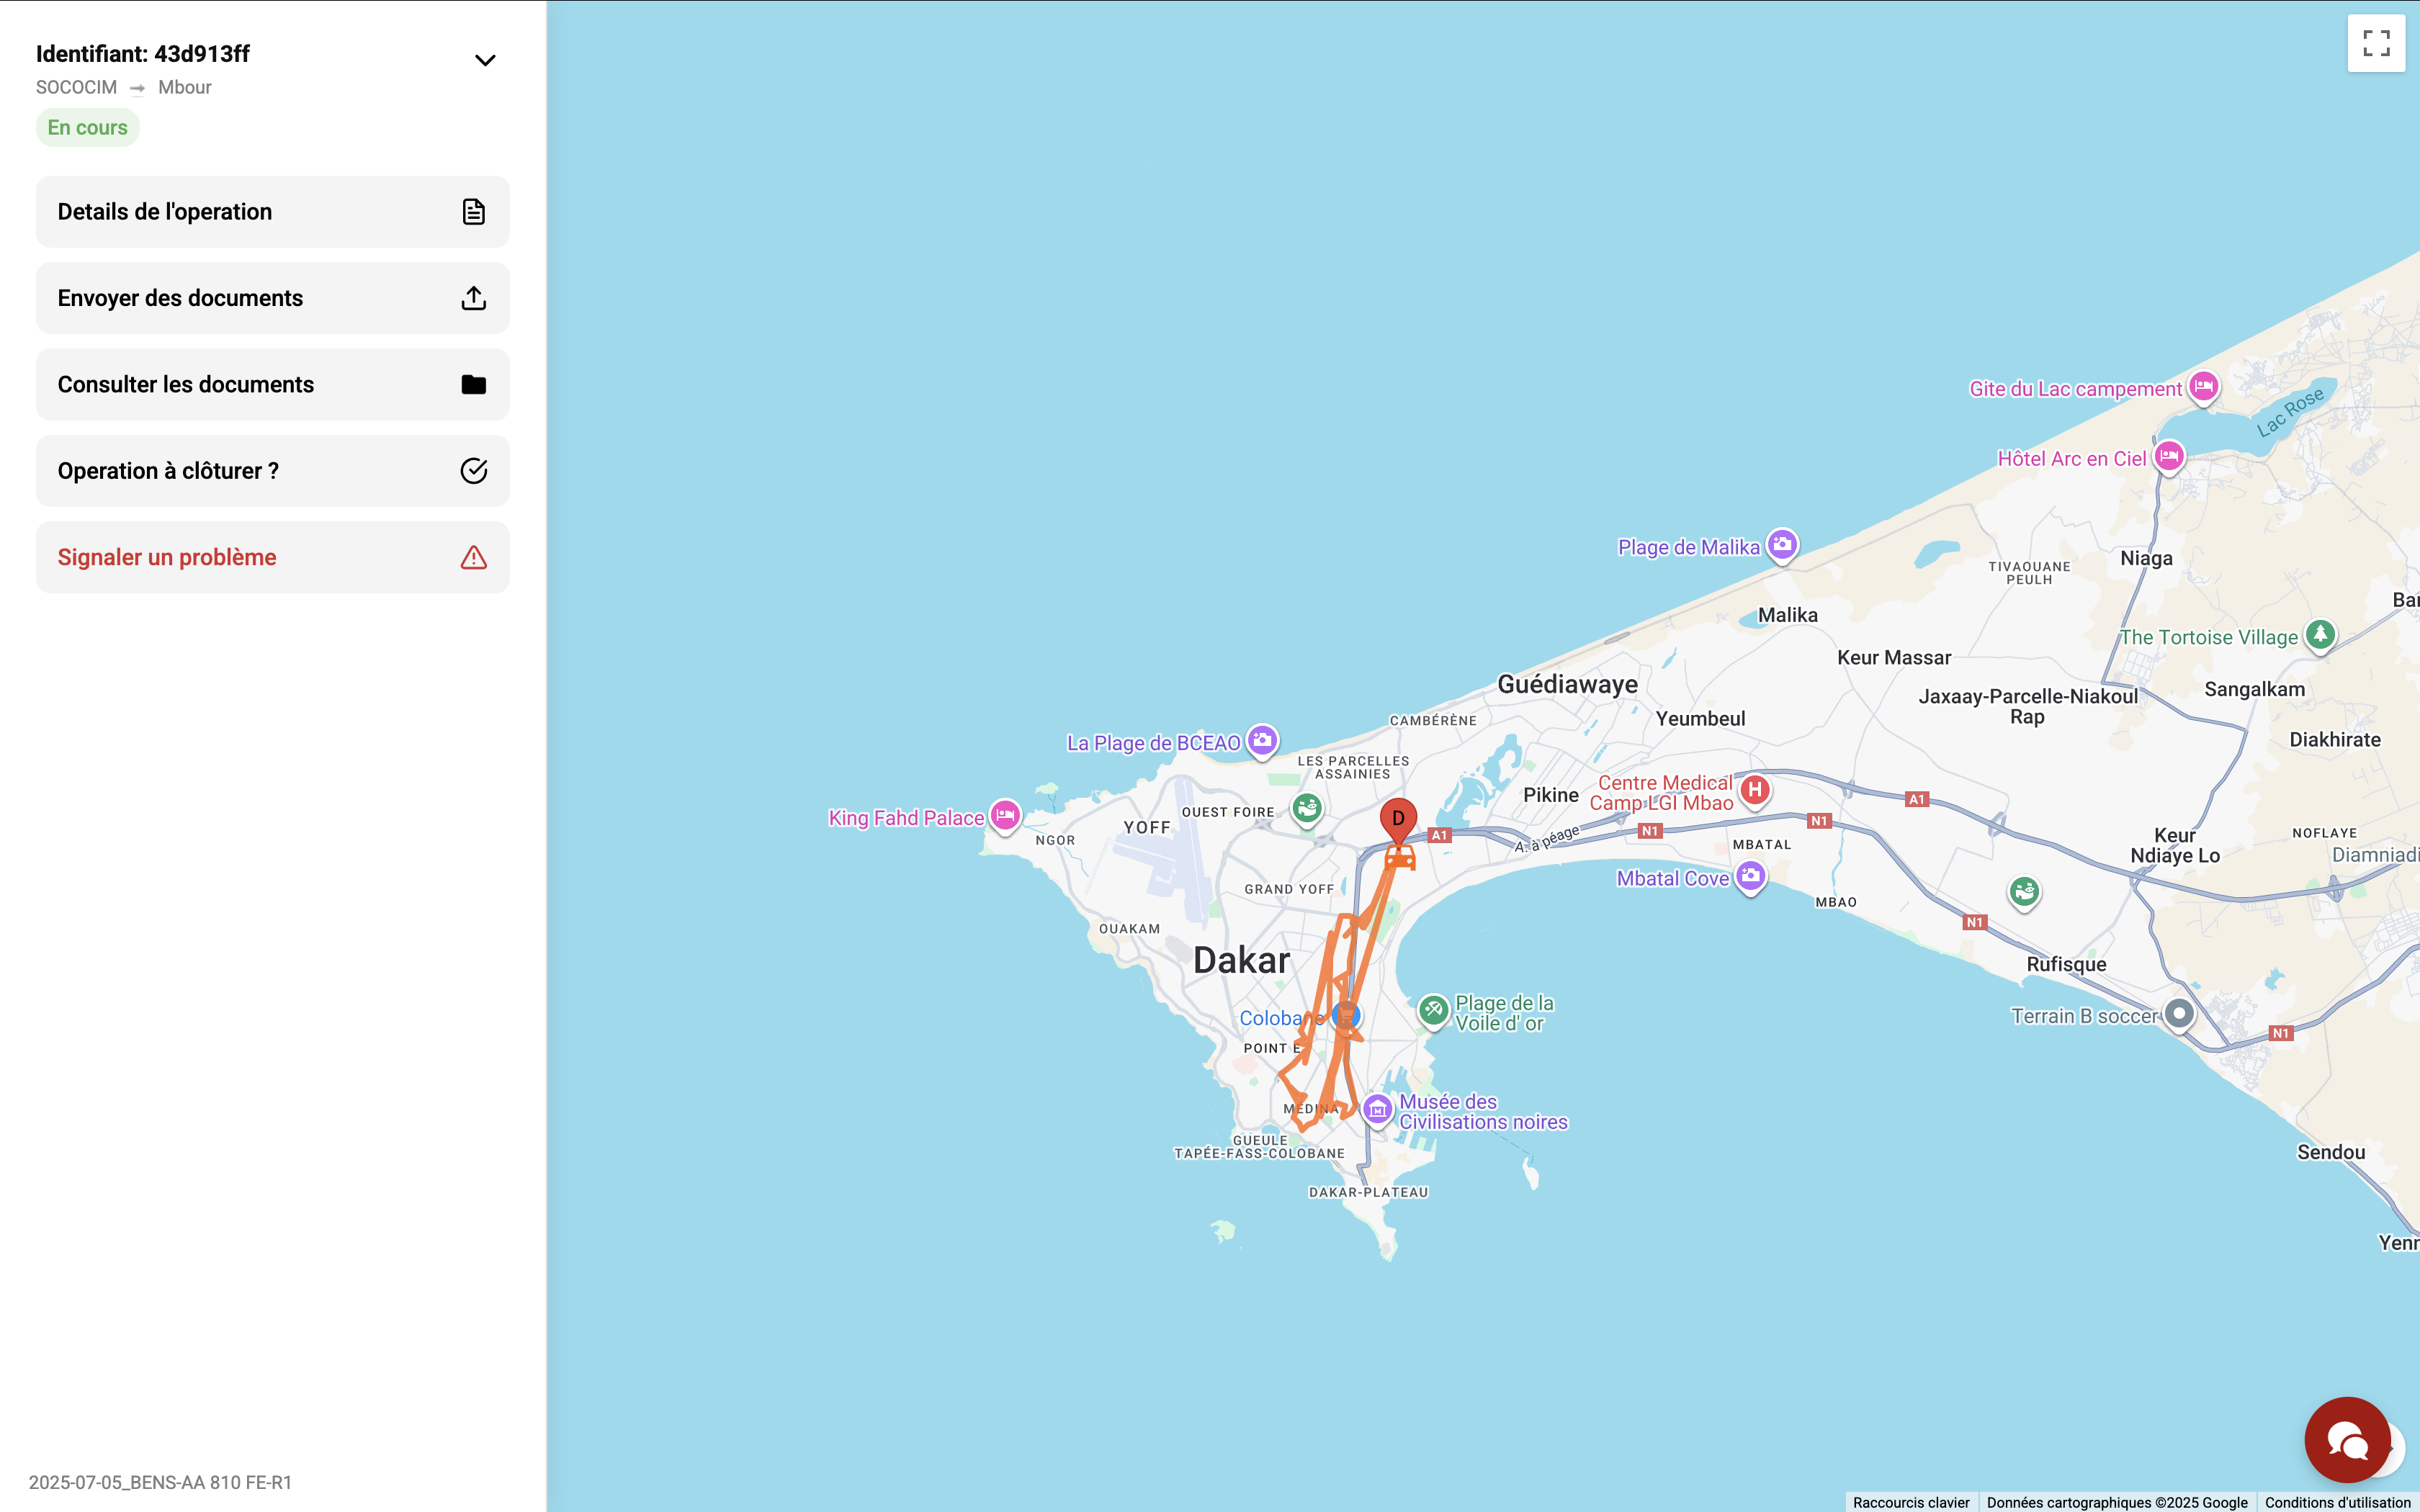 Identifiant: 43d913ff
SOCOCIM → Mbour
En cours
Details de l'operation
Envoyer des documents
Consulter les documents
Operation à clôturer ?
Signaler un problème
2025-07-05_BENS-AA 810 FE-R1
Gite du Lac campement
Lac Rose
Hôtel Arc en Ciel
Plage de Malika
TIVAOUANE
PEULH
Niaga
Malika
The Tortoise Village
Keur Massar
Guédiawaye
Jaxaay-Parcelle-Niakoul
Rap
Sangalkam
CAMBÉRÈNE
Yeumbeul
La Plage de BCEAO
Diakhirate
LES PARCELLES
ASSAINIES
Centre Medical
Camp LGI Mbao
H
Pikine
A1
King Fahd Palace
OUEST FOIRE
D
YOFF
NGOR
A1
A. à péage
N1
N1
MBATAL
Keur
Ndiaye Lo
NOFLAYE
Mbatal Cove
GRAND YOFF
MBAO
OUAKAM
N1
Dakar
Rufisque
Colobane
Plage de la
Voile d' or
Terrain B soccer
N1
POINT E
MEDINA
Musée des
Civilisations noires
GUEULE
TAPÉE-FASS-COLOBANE
Sendou
DAKAR-PLATEAU
Raccourcis clavier
Données cartographiques ©2025 Google
Conditions d'utilisation